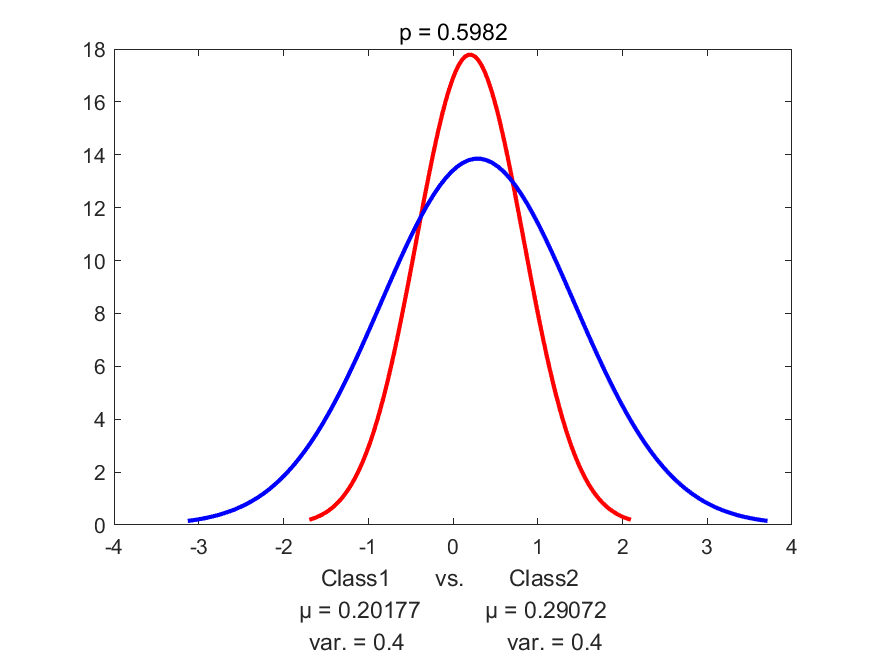 p = 0.5982
18
16
14
12
10
8
6
4
2
0
-4 -3 -2 -1 0 1 2 3 4
Class1 vs. Class2
μ = 0.20177 μ = 0.29072
var. = 0.4 var. = 0.4